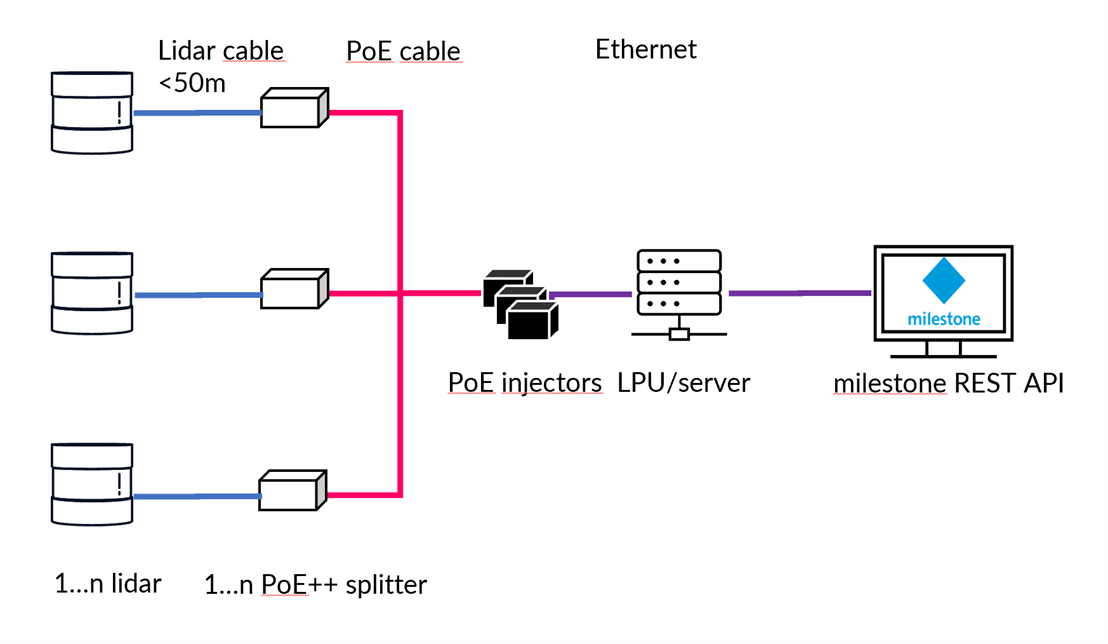 Lidar cable
<50m
PoE cable
Ethernet
milestone
PoE injectors
LPU/server
milestone REST API
1...n lidar
1...n PoE++ splitter